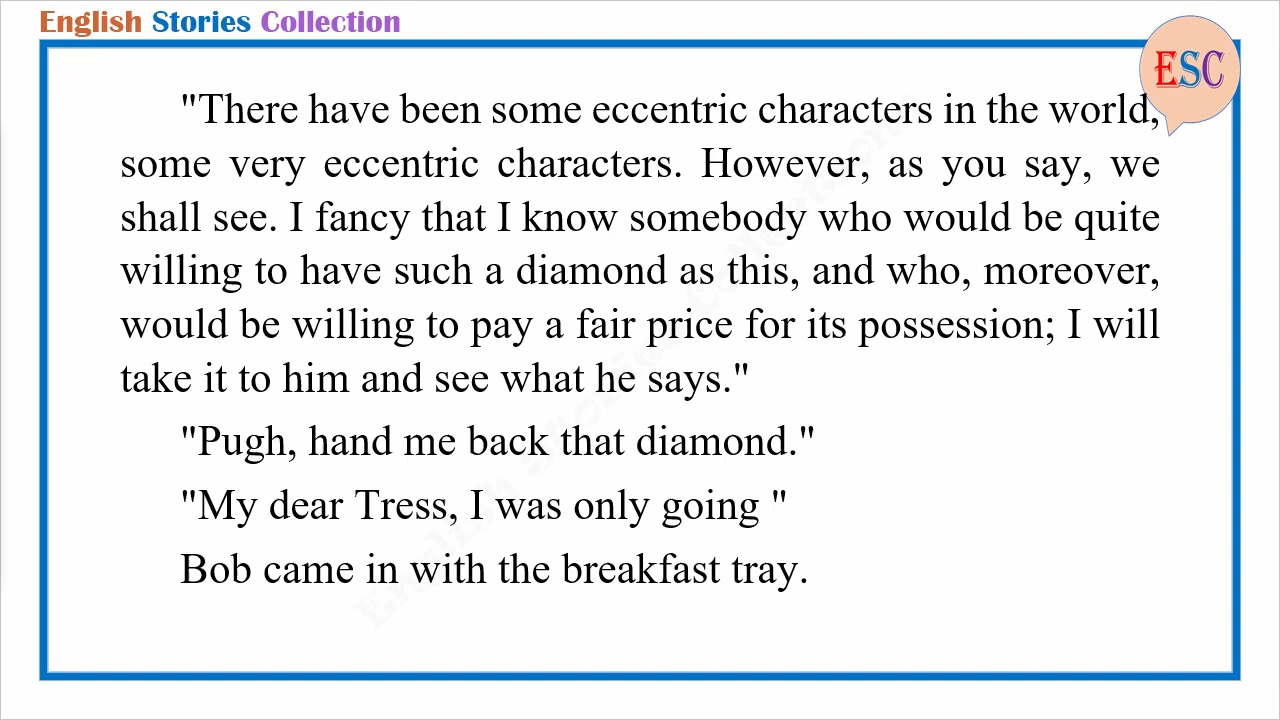 English Stories Collection
ESC
"There have been some eccentric characters in the world,
some very eccentric characters. However, as you say, we
shall see. I fancy that I know somebody who would be quite
willing to have such a diamond as this, and who, moreover,
would be willing to pay a fair price for its possession; I will
take it to him and see what he says."
"Pugh, hand me back that diamond."
"My dear Tress, I was only going "
Bob came in with the breakfast tray.
English Stories Collection